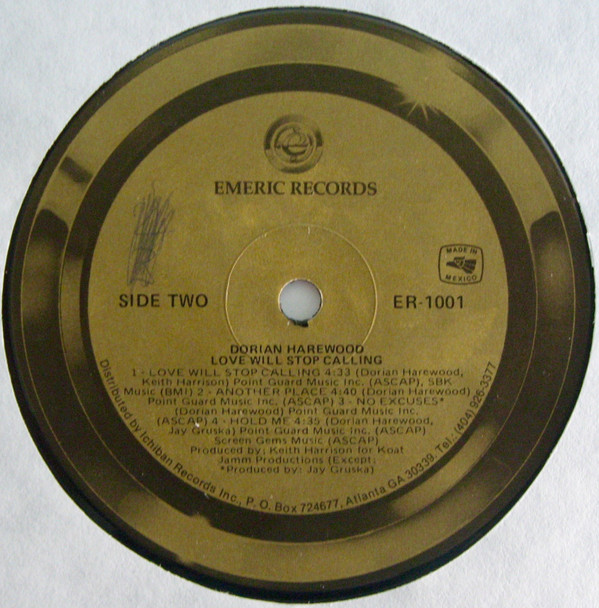 EMERIC RECORDS
MADE IN
MEXICO
SIDE TWO
ER-1001
DORIAN HAREWOOD
LOVE WILL STOP CALLING
1 - LOVE WILL STOP CALLING 4:33 (Dorian Harewood,
Keith Harrison) Point Guard Music Inc. (ASCAP), SBK
Music (BMI) 2 - ANOTHER PLACE 4:40 (Dorian Harewood)
Point Guard Music Inc. (ASCAP) 3 - NO EXCUSES*
(Dorian Harewood) Point Guard Music Inc.
(ASCAP) 4 - HOLD ME 4:35 (Dorian Harewood,
Jay Gruska) Point Guard Music Inc. (ASCAP)
Screen Gems Music (ASCAP)
Produced by: Keith Harrison for Koat
Jamm Productions (Except:
*Produced by: Jay Gruska)
Distributed by Ichiban Records Inc., P. O. Box 724677, Atlanta GA 30339. Tel.: (404) 926-3377